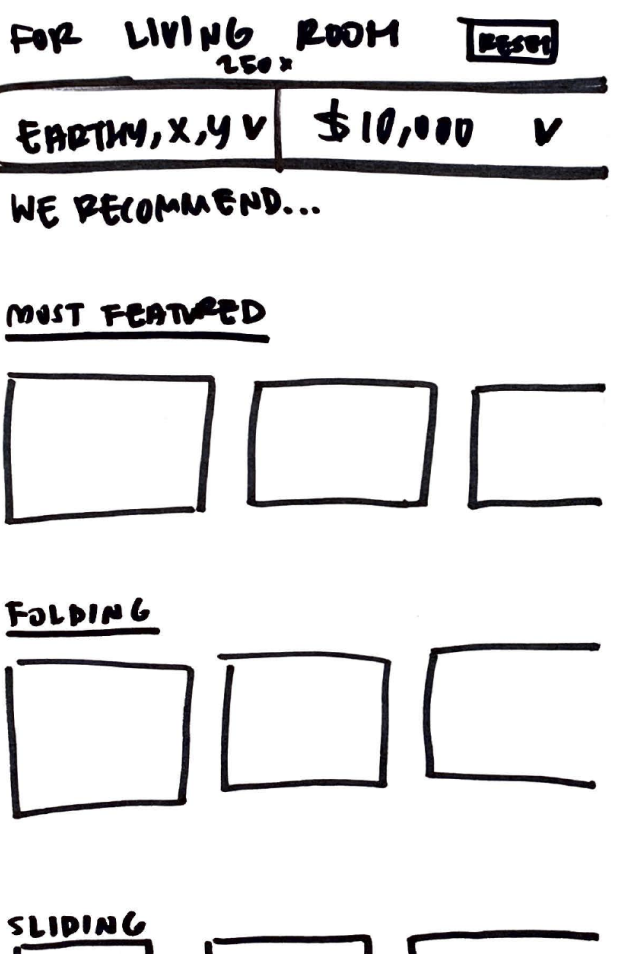 FOR LIVING ROOM RESET
250 x
EARTHY, X, Y V $10,000 V
WE RECOMMEND...
MOST FEATURED
FOLDING
SLIDING